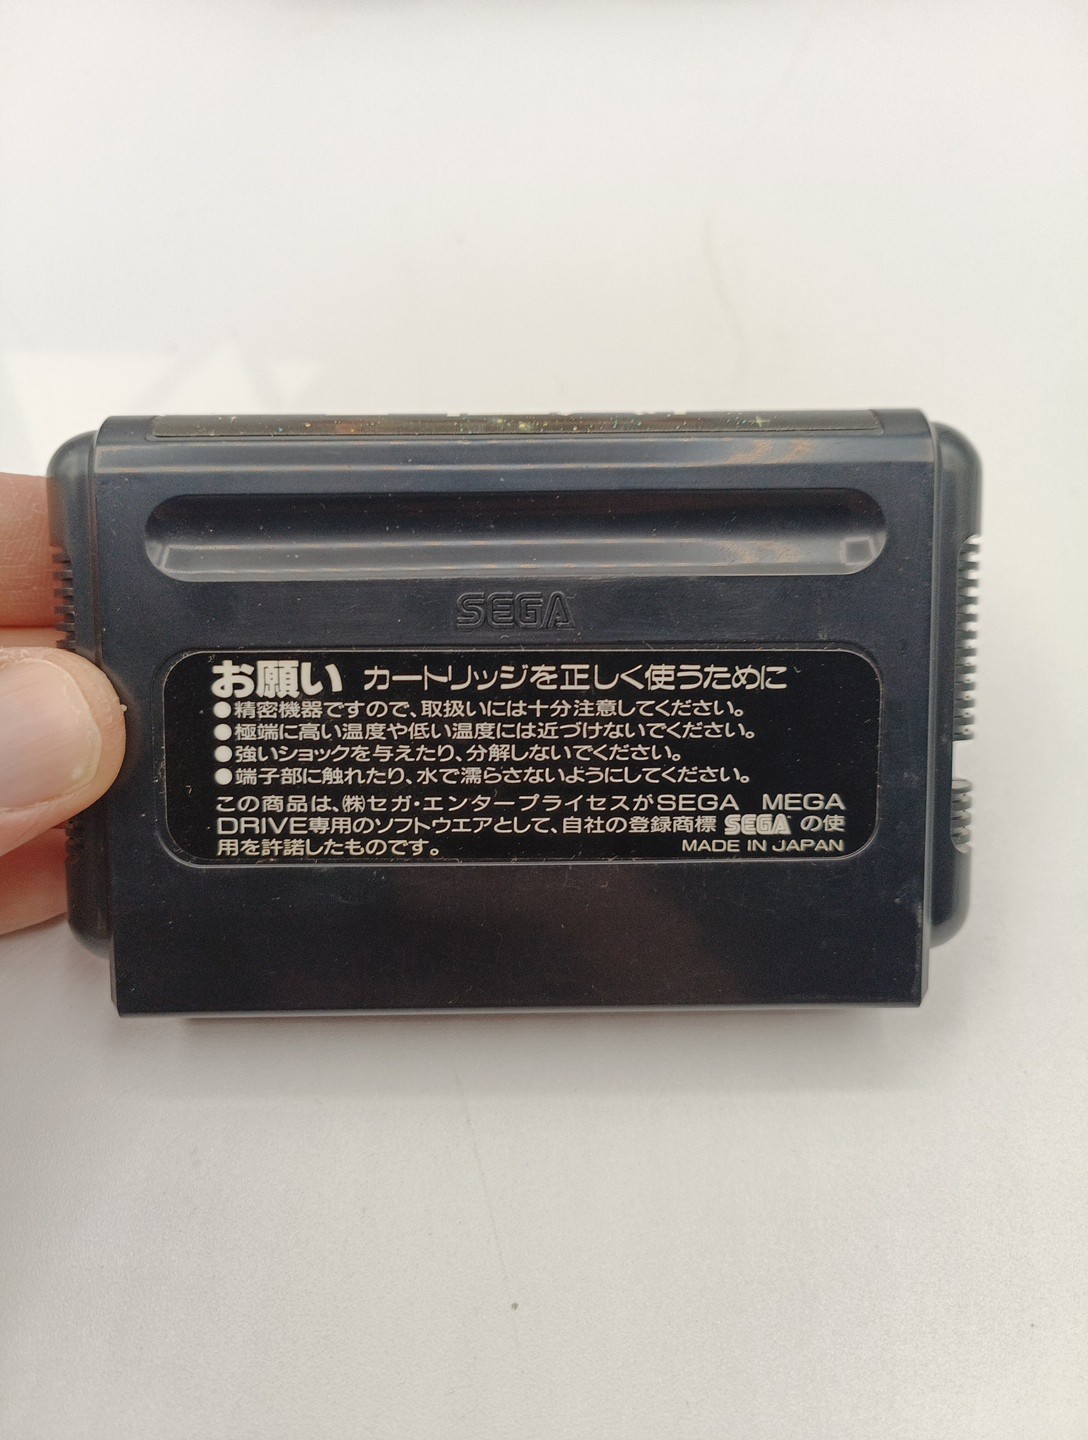 SEGA
お願い カートリッジを正しく使うために
●精密機器ですので、取扱いには十分注意してください。
●極端に高い温度や低い温度には近づけないでください。
●強いショックを与えたり、分解しないでください。
●端子部に触れたり、水で濡らさないようにしてください。
この商品は、㈱セガ・エンタープライセスがSEGA MEGA
DRIVE専用のソフトウエアとして、自社の登録商標 SEGA の使
用を許諾したものです。 MADE IN JAPAN